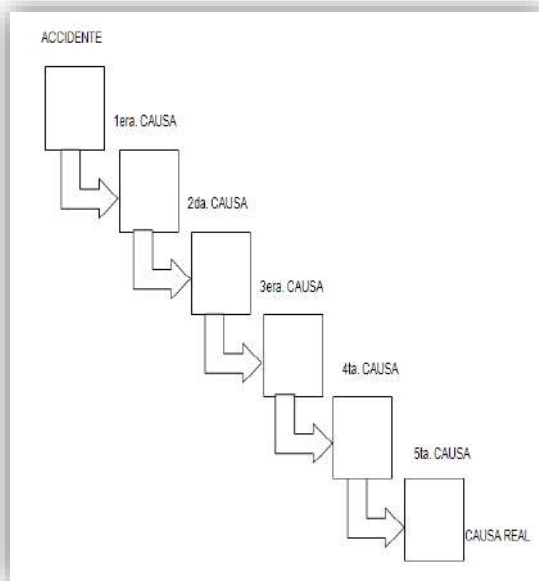 ACCIDENTE
1era. CAUSA
2da. CAUSA
3era. CAUSA
4ta. CAUSA
5ta. CAUSA
CAUSA REAL